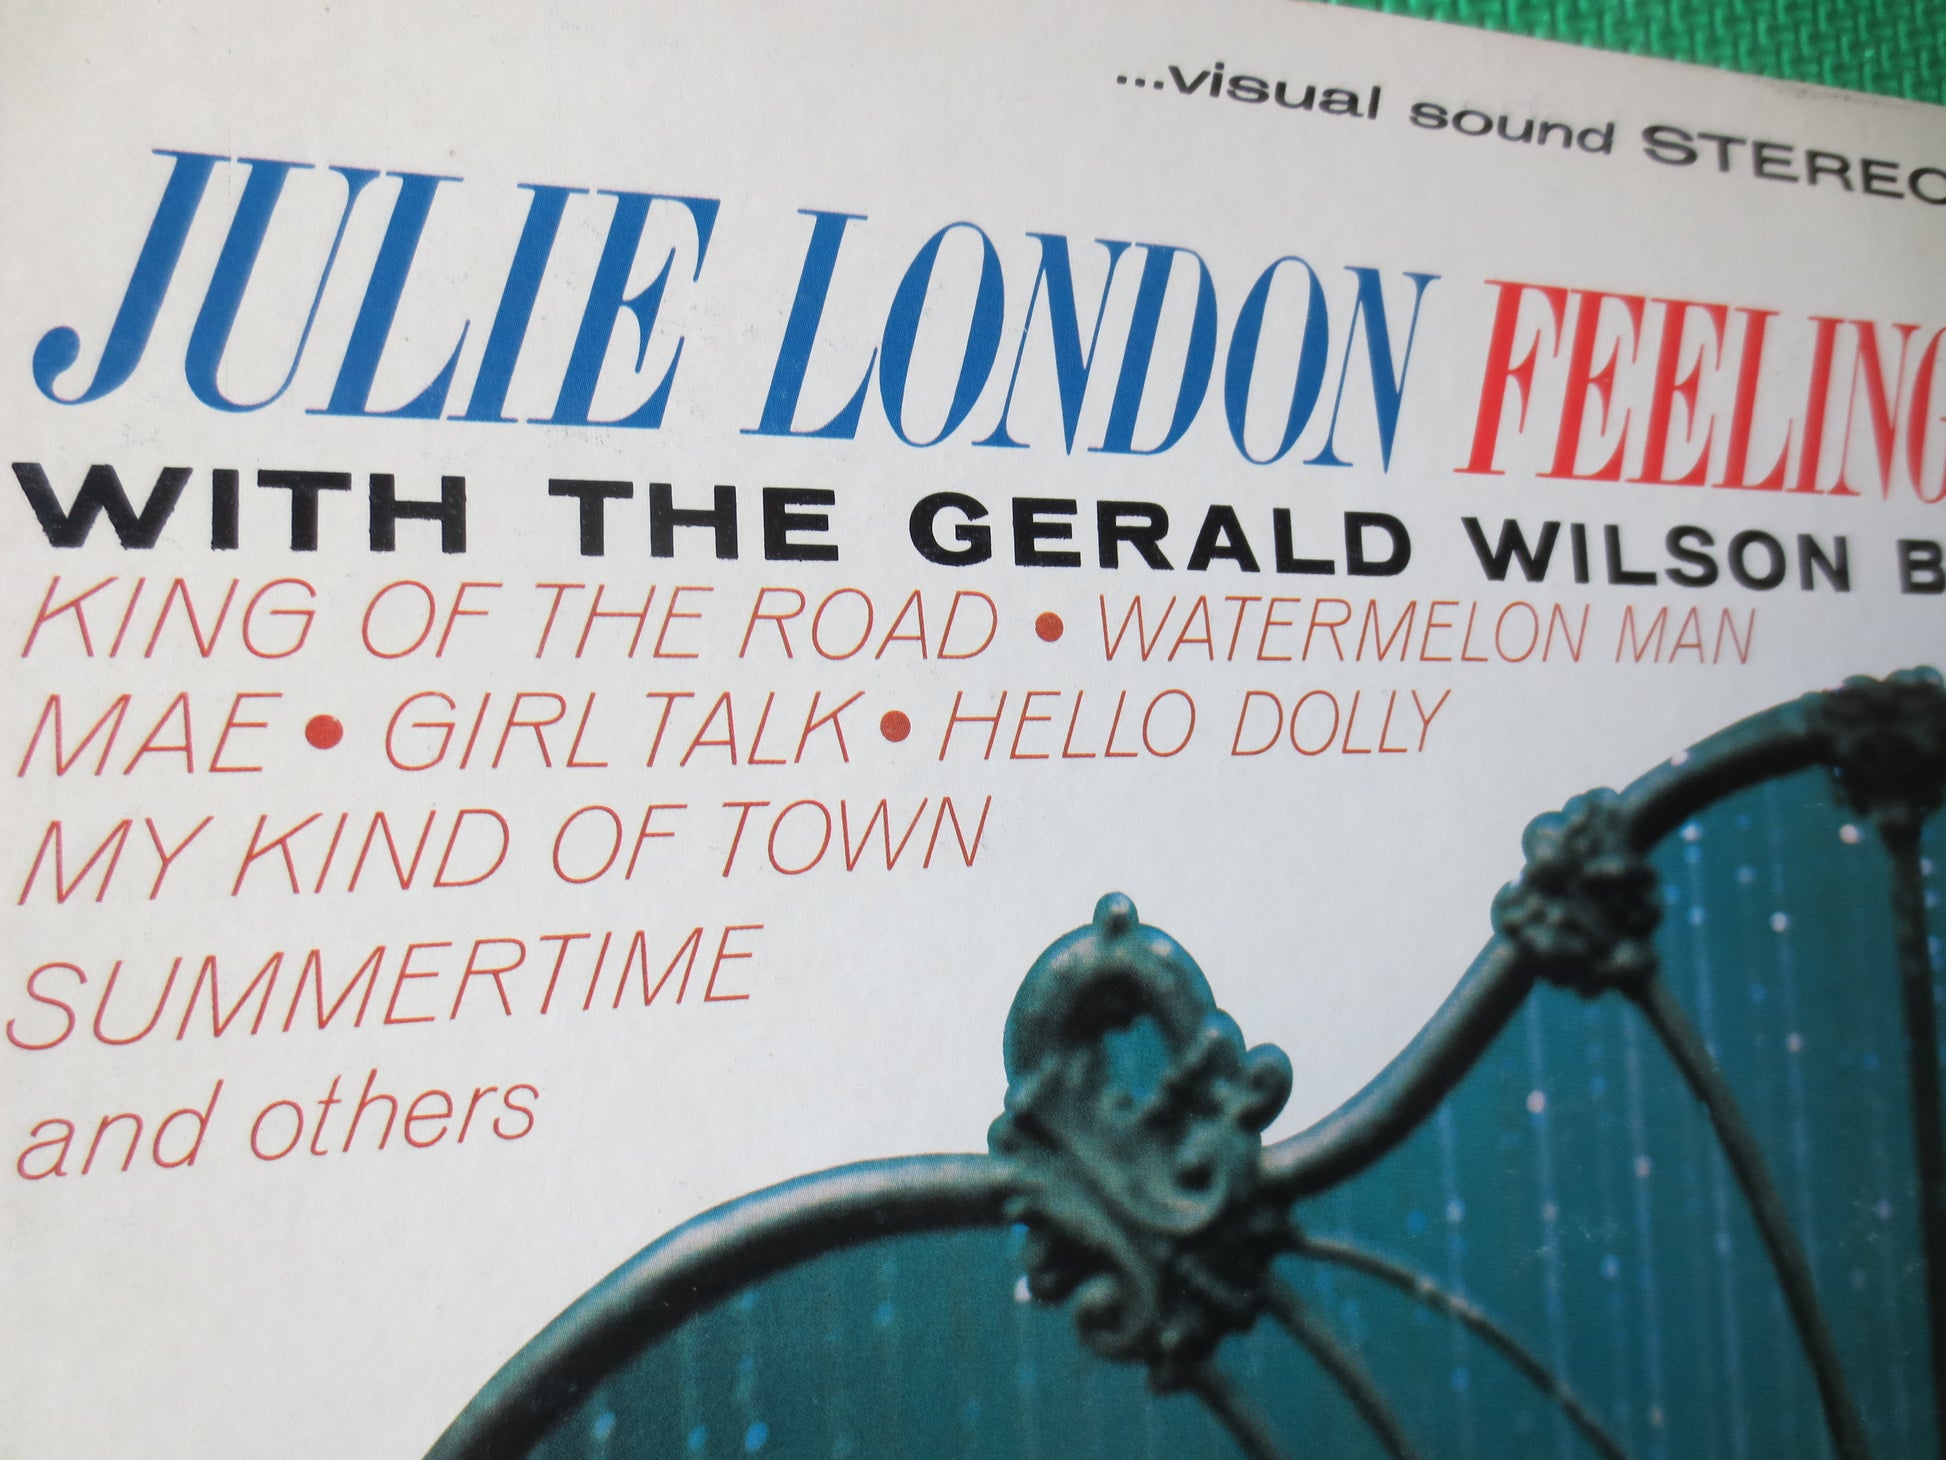 ...visual sound STEREO
JULIE LONDON FEELING
WITH THE GERALD WILSON B
KING OF THE ROAD • WATERMELON MAN
MAE • GIRL TALK • HELLO DOLLY
MY KIND OF TOWN
SUMMERTIME
and others